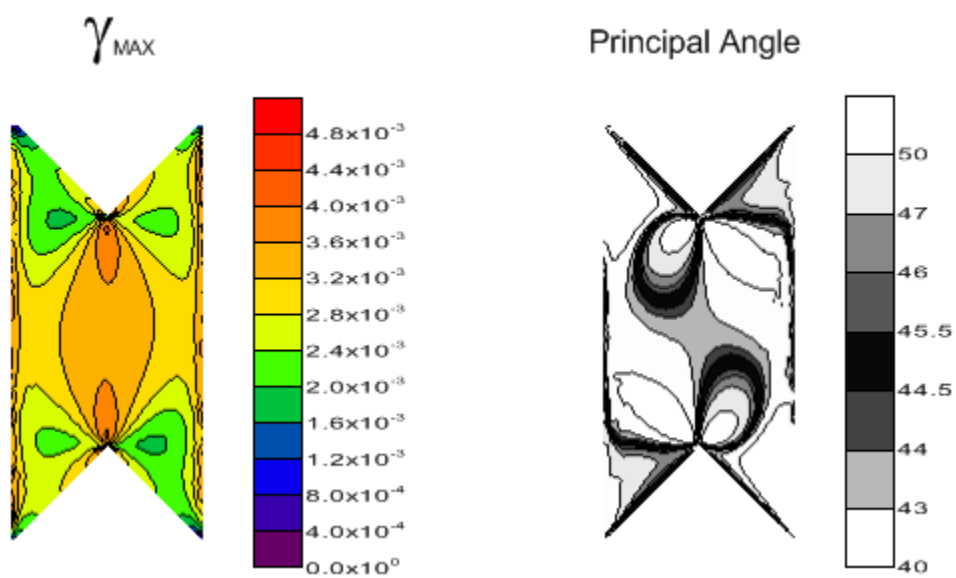 γMAX
Principal Angle
4.8x10⁻³
4.4x10⁻³
4.0x10⁻³
3.6x10⁻³
3.2x10⁻³
2.8x10⁻³
2.4x10⁻³
2.0x10⁻³
1.6x10⁻³
1.2x10⁻³
8.0x10⁻⁴
4.0x10⁻⁴
0.0x10⁰
50
47
46
45.5
44.5
44
43
40